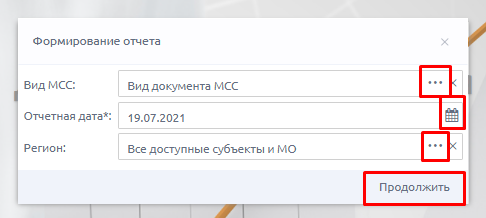 Формирование отчета ×
Вид МСС: Вид документа МСС ••• ×
Отчетная дата*: 19.07.2021
Регион: Все доступные субъекты и МО ••• ×
Продолжить